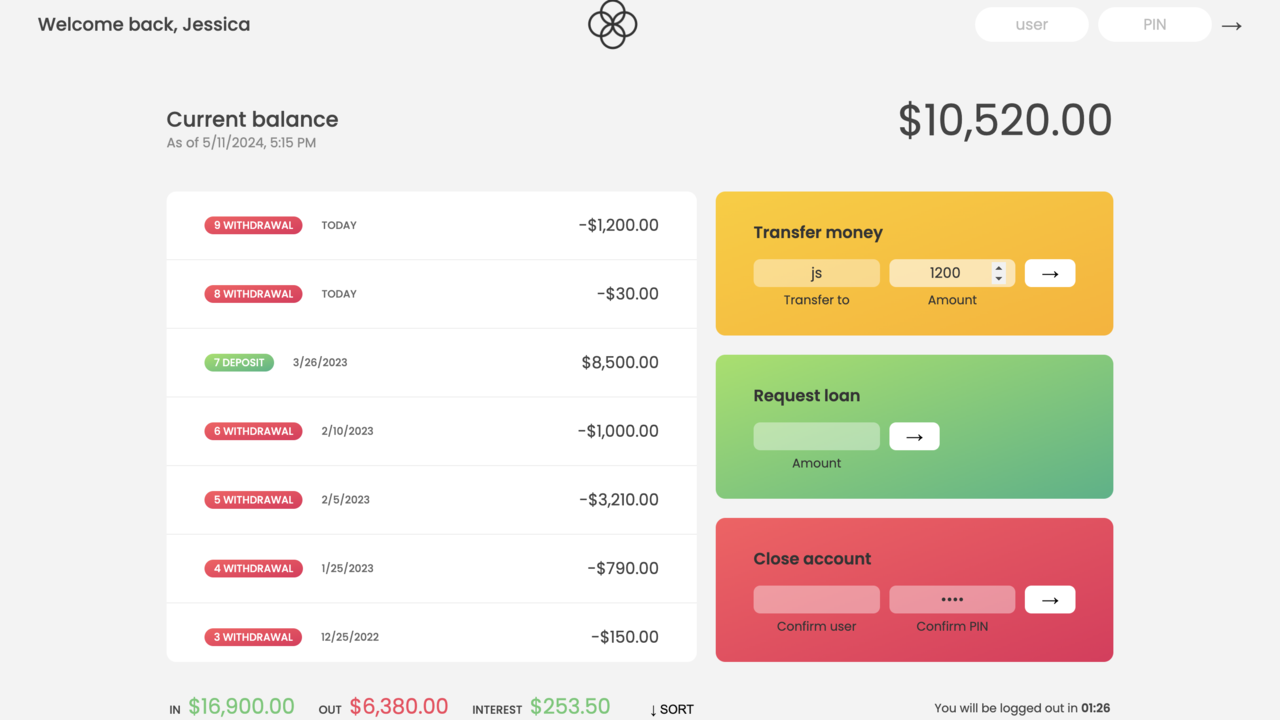 Welcome back, Jessica
user
PIN
→
Current balance
As of 5/11/2024, 5:15 PM
$10,520.00
9 WITHDRAWAL TODAY -$1,200.00
8 WITHDRAWAL TODAY -$30.00
7 DEPOSIT 3/26/2023 $8,500.00
6 WITHDRAWAL 2/10/2023 -$1,000.00
5 WITHDRAWAL 2/5/2023 -$3,210.00
4 WITHDRAWAL 1/25/2023 -$790.00
3 WITHDRAWAL 12/25/2022 -$150.00
Transfer money
js 1200 →
Transfer to Amount
Request loan
→
Amount
Close account
•••• →
Confirm user Confirm PIN
IN $16,900.00 OUT $6,380.00 INTEREST $253.50 ↓ SORT
You will be logged out in 01:26